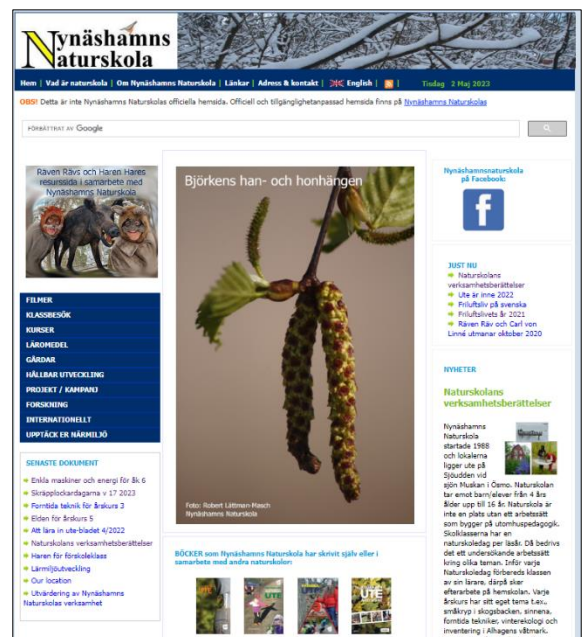 Nynäshamns
Naturskola
Hem | Vad är naturskola | Om Nynäshamns Naturskola | Länkar | Adress & kontakt | English | | Tisdag 2 Maj 2023
OBS! Detta är inte Nynäshamns Naturskolas officiella hemsida. Officiell och tillgänglighetanpassad hemsida finns på Nynäshamns Naturskolas
FÖRBÄTTRAT AV Google
Räven Rävs och Haren Hares
resurssida i samarbete med
Nynäshamns Naturskola
FILMER
KLASSBESÖK
KURSER
LÄROMEDEL
GÅRDAR
HÅLLBAR UTVECKLING
PROJEKT / KAMPANJ
FORSKNING
INTERNATIONELLT
UPPTÄCK ER NÄRMILJÖ
SENASTE DOKUMENT
Enkla maskiner och energi för åk 6
Skräpplockardagarna v 17 2023
Forntida teknik för årskurs 3
Elden för årskurs 5
Att lära in ute-bladet 4/2022
Naturskolans verksamhetsberättelser
Haren för förskoleklass
Lärmiljöutveckling
Our location
Utvärdering av Nynäshamns
Naturskolas verksamhet
Björkens han- och honhängen
Foto: Robert Lättman-Masch
Nynäshamns Naturskola
BÖCKER som Nynäshamns Naturskola har skrivit själv eller i
samarbete med andra naturskolor:
UTE
UTE
Nynäshamnsnaturskola
på Facebook:
f
JUST NU
Naturskolans
verksamhetsberättelser
Ute är inne 2022
Friluftsliv på svenska
Friluftslivets år 2021
Räven Räv och Carl von
Linné utmanar oktober 2020
NYHETER
Naturskolans
verksamhetsberättelser
Nynäshamns
Naturskola
startade 1988
och lokalerna
ligger ute på
Sjöudden vid
sjön Muskan i Ösmo. Naturskolan
tar emot barn/elever från 4 års
ålder upp till 16 år. Naturskola är
inte en plats utan ett arbetssätt
som bygger på utomhuspedagogik.
Skolklasserna har en
naturskoledag per läsår. Då bedrivs
det ett undersökande arbetssätt
kring olika teman. Inför varje
Naturskoledag förbereds klassen
av sin lärare, därpå sker
efterarbete på hemskolan. Varje
årskurs har sitt eget tema t.ex.,
småkryp i skogsbacken, sinnena,
forntida tekniker, vinterekologi och
inventering i Alhagens våtmark.